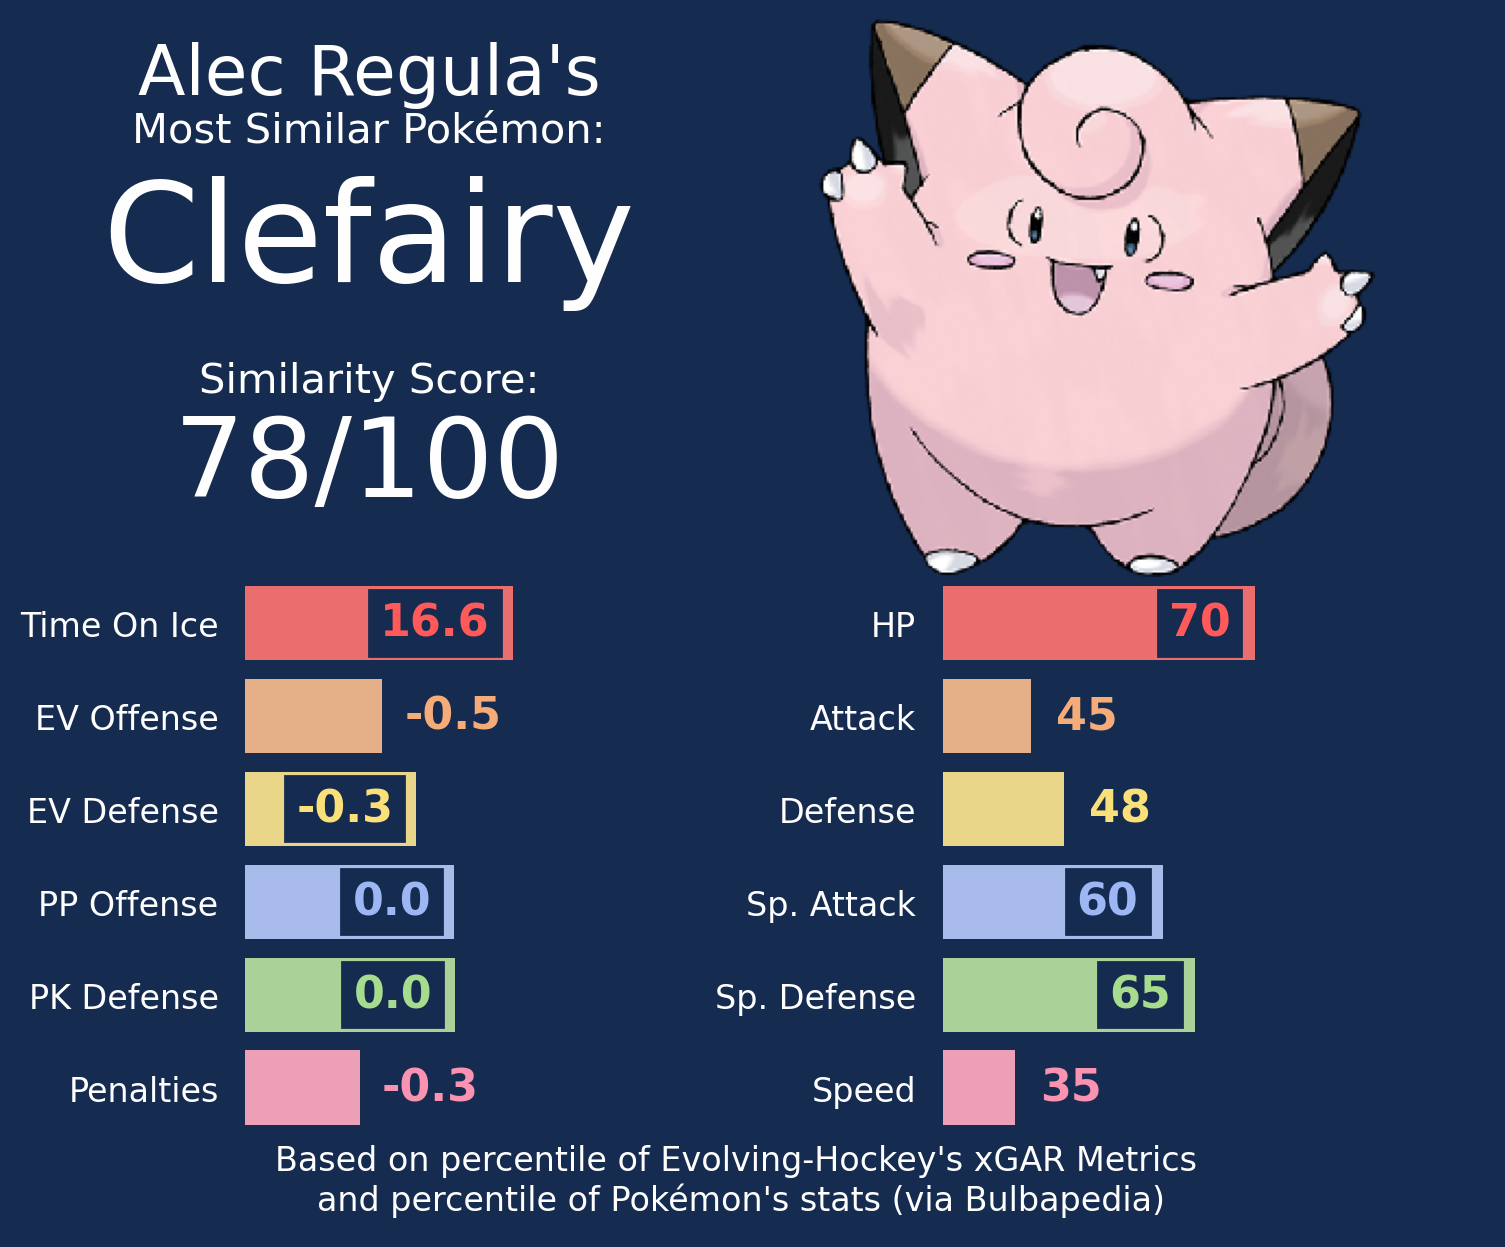 Alec Regula's
Most Similar Pokémon:
Clefairy
Similarity Score:
78/100
Time On Ice 16.6
EV Offense -0.5
EV Defense -0.3
PP Offense 0.0
PK Defense 0.0
Penalties -0.3
HP 70
Attack 45
Defense 48
Sp. Attack 60
Sp. Defense 65
Speed 35
Based on percentile of Evolving-Hockey's xGAR Metrics
and percentile of Pokémon's stats (via Bulbapedia)